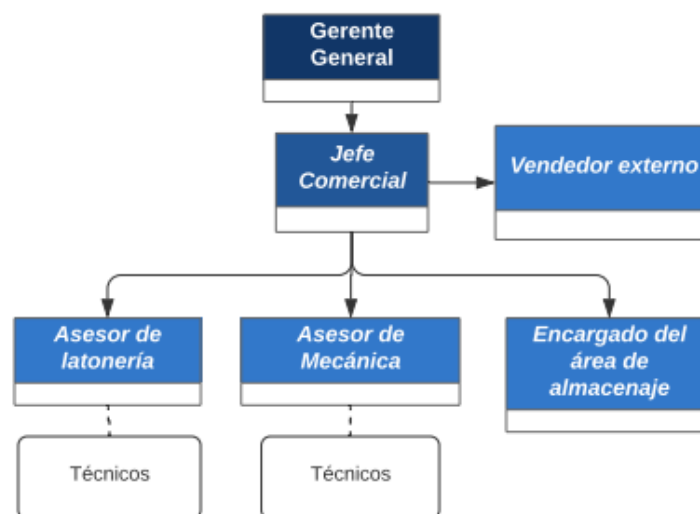 Gerente
General
Jefe
Comercial
Vendedor externo
Asesor de
latonería
Asesor de
Mecánica
Encargado del
área de
almacenaje
Técnicos
Técnicos